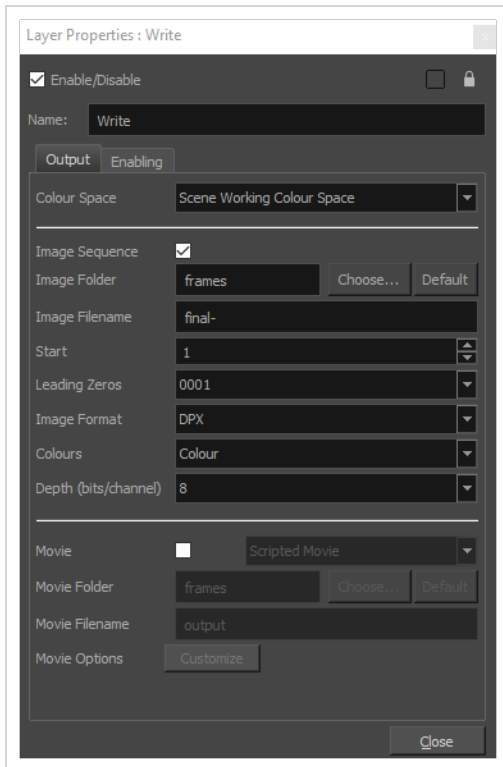 Layer Properties : Write
x
Enable/Disable
Name: Write
Output Enabling
Colour Space Scene Working Colour Space
Image Sequence
Image Folder frames Choose... Default
Image Filename final-
Start 1
Leading Zeros 0001
Image Format DPX
Colours Colour
Depth (bits/channel) 8
Movie Scripted Movie
Movie Folder frames Choose... Default
Movie Filename output
Movie Options Customize
Close